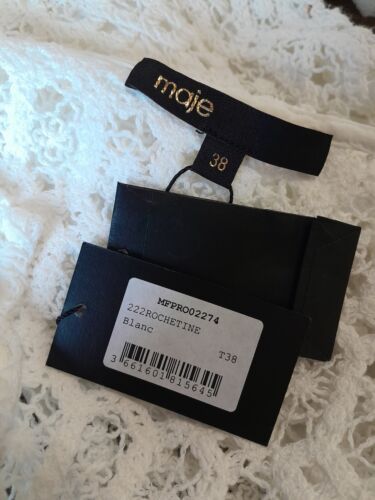 maje
38
MFPRO02274
222ROCHETINE
Blanc
T38
3 661601 815645